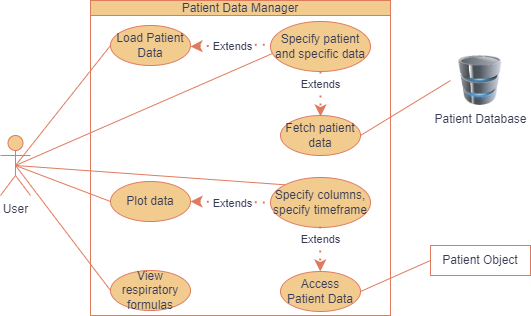 Patient Data Manager
Load Patient
Data
Extends
Specify patient
and specific data
Extends
Fetch patient
data
Patient Database
User
Plot data
Extends
Specify columns,
specify timeframe
Extends
View
respiratory
formulas
Access
Patient Data
Patient Object